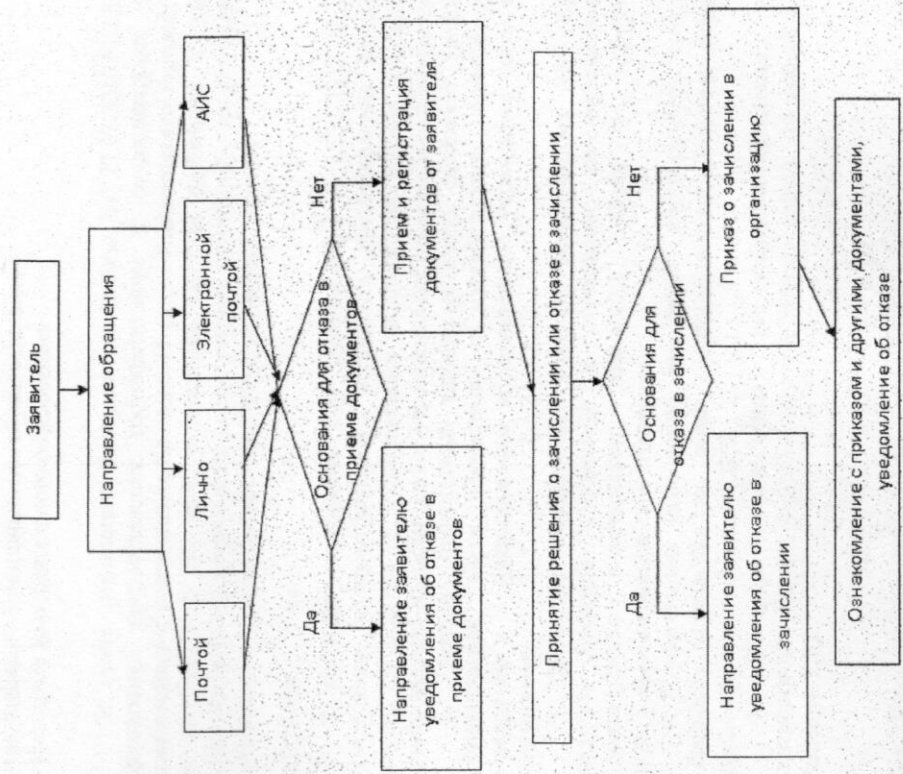 Заявитель
Направление обращения
Почтой
Лично
Электронной
почтой
АИС
Основания для отказа в
приеме документов
Да
Нет
Направление заявителю
уведомления об отказе в
приеме документов
Прием и регистрация
документов от заявителя
Принятие решения о зачислении или отказе в зачислении
Основания для
отказа в зачислении
Да
Нет
Направление заявителю
уведомления об отказе в
зачислении
Приказ о зачислении в
организацию
Ознакомление с приказом и другими документами,
уведомление об отказе